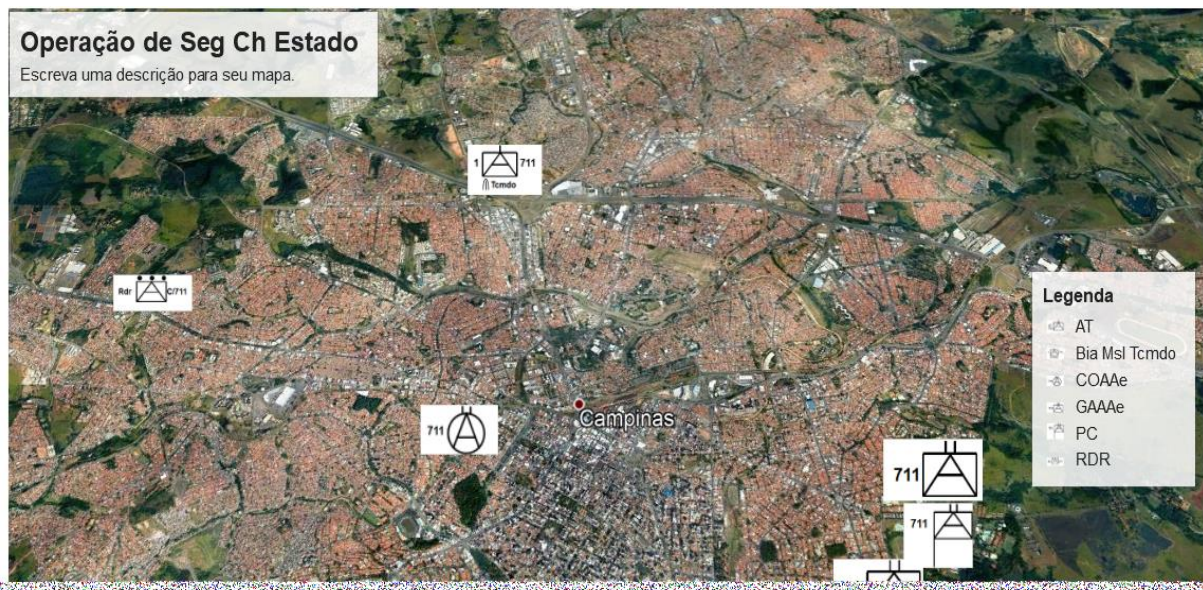 Operação de Seg Ch Estado
Escreva uma descrição para seu mapa.
1 711
Tcmdo
Rdr C/711
Legenda
AT
Bia Msl Tcmdo
COAAe
GAAAe
PC
RDR
711 A
Campinas
711
711